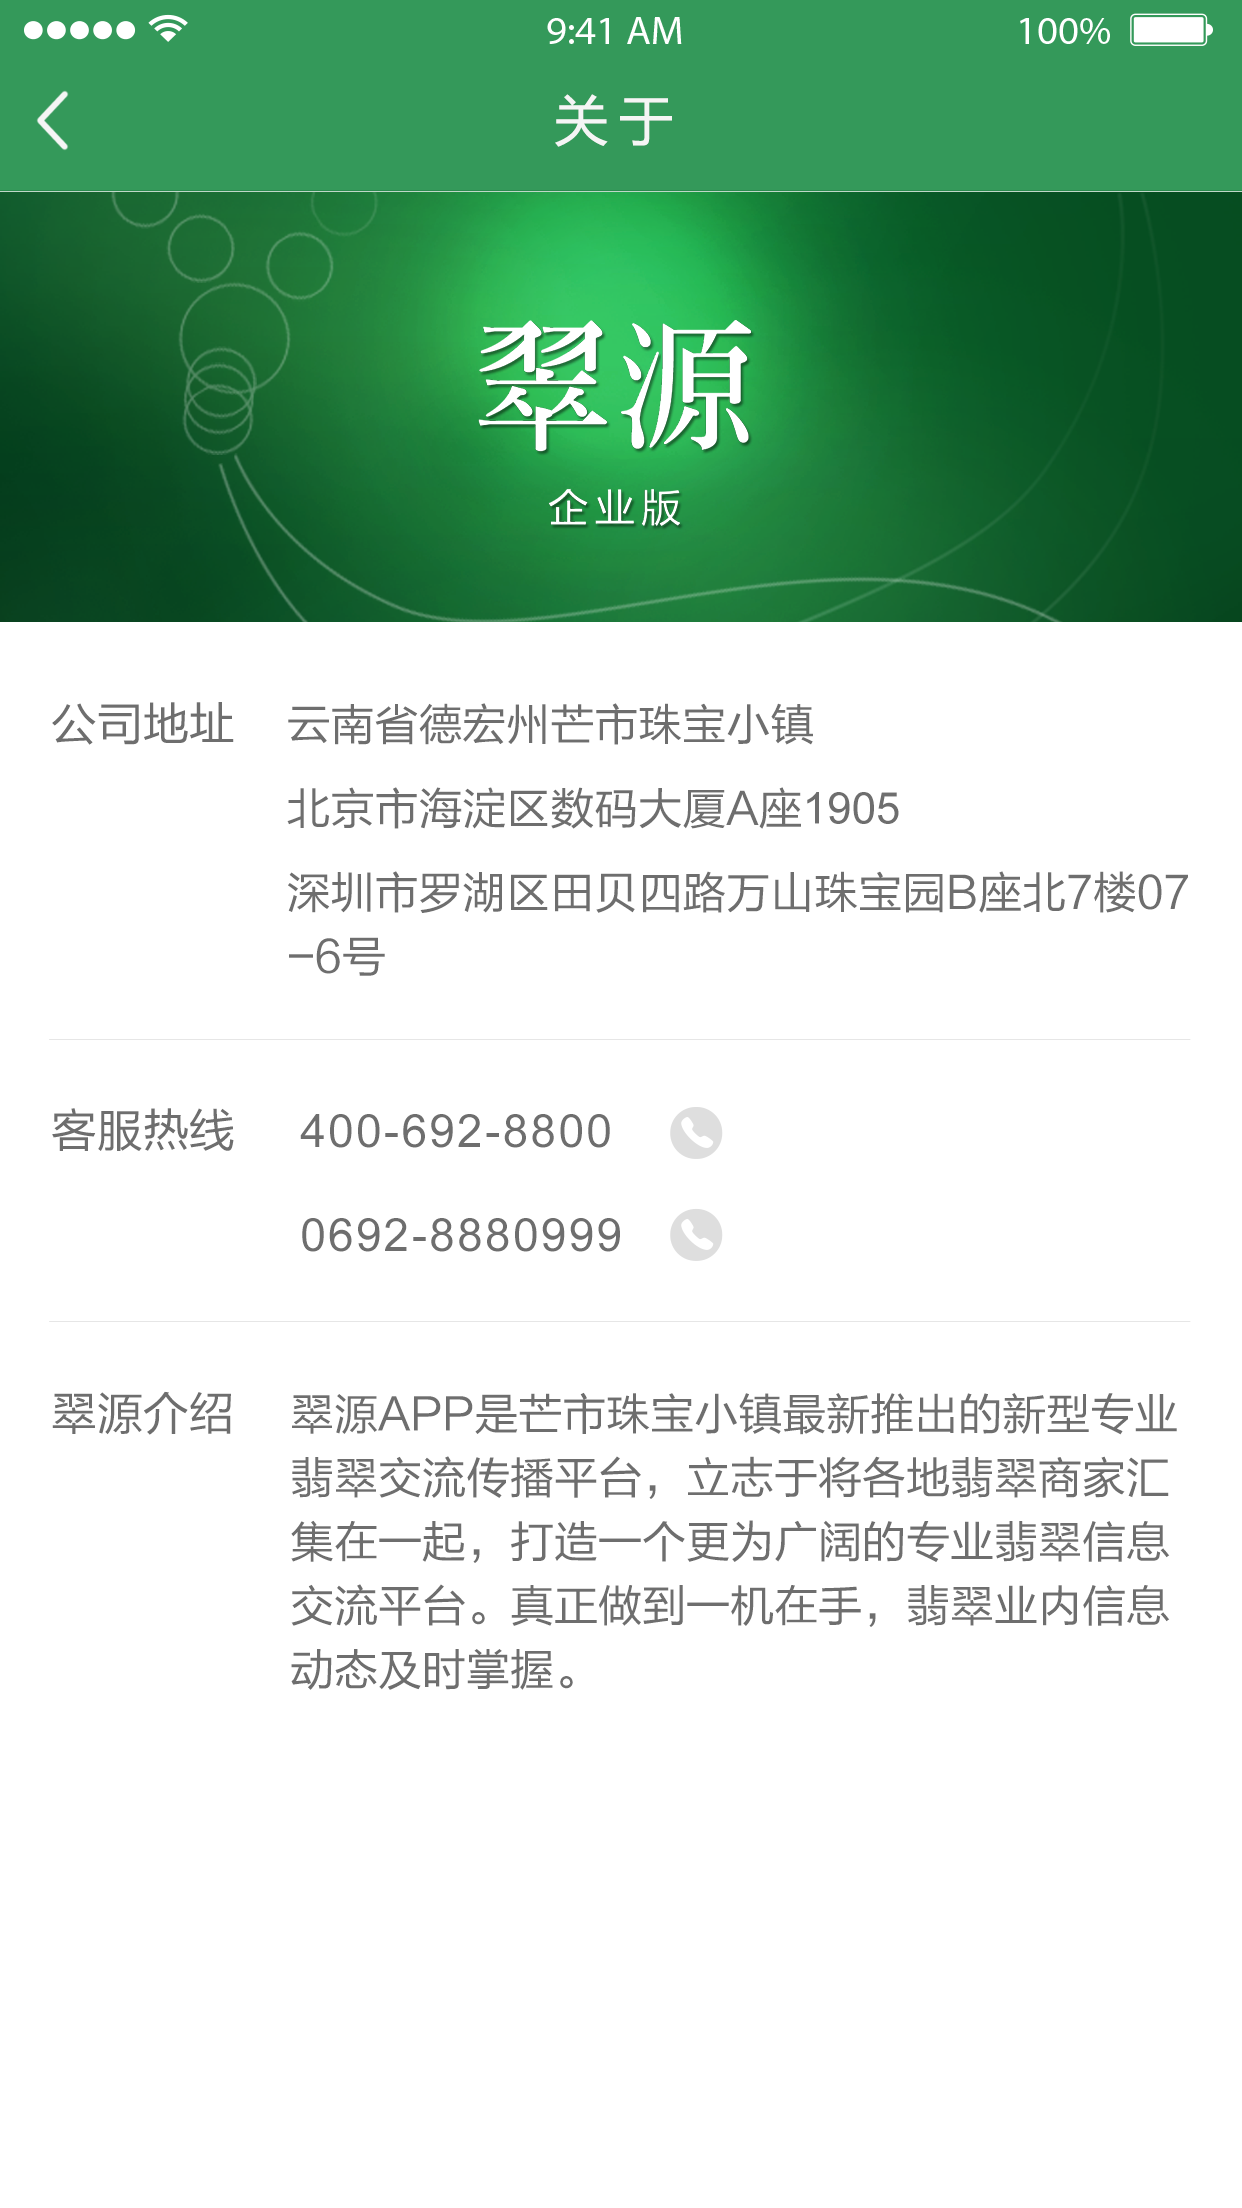 9:41 AM
100%
关于
翠源
企业版
公司地址
云南省德宏州芒市珠宝小镇
北京市海淀区数码大厦A座1905
深圳市罗湖区田贝四路万山珠宝园B座北7楼07
-6号
客服热线
400-692-8800
0692-8880999
翠源介绍
翠源APP是芒市珠宝小镇最新推出的新型专业
翡翠交流传播平台，立志于将各地翡翠商家汇
集在一起，打造一个更为广阔的专业翡翠信息
交流平台。真正做到一机在手，翡翠业内信息
动态及时掌握。